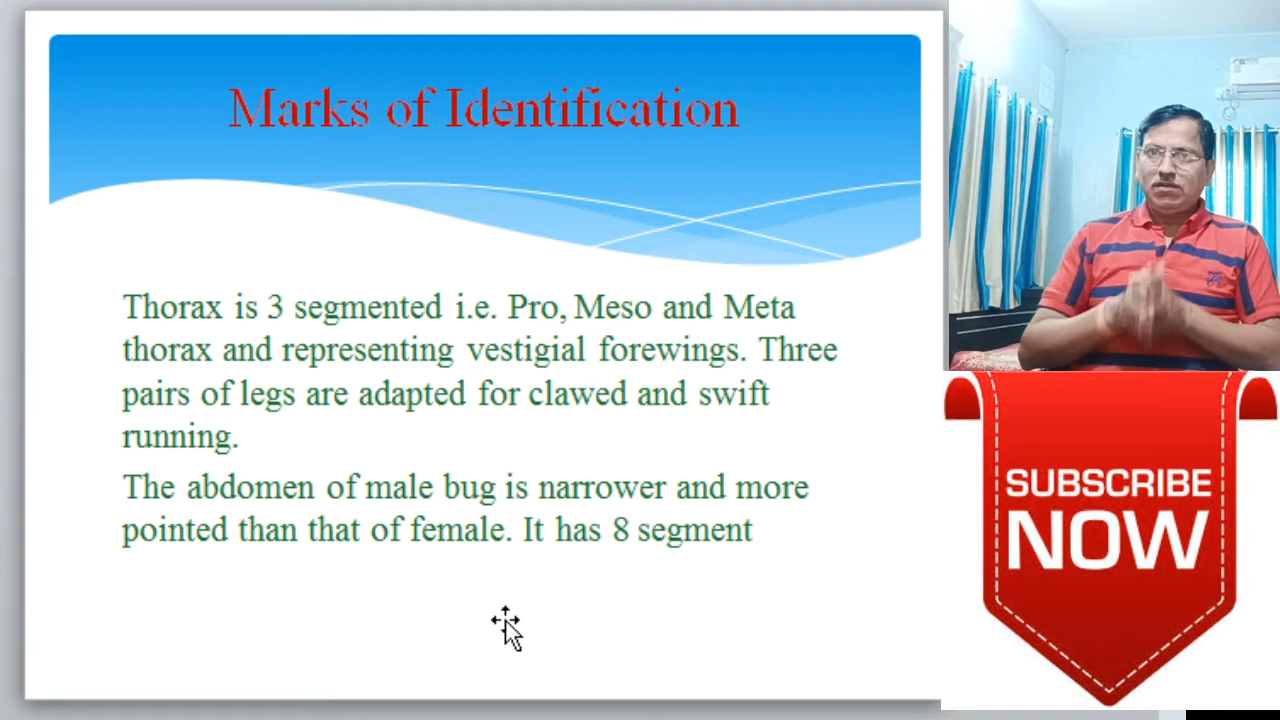 Marks of Identification
Thorax is 3 segmented i.e. Pro, Meso and Meta
thorax and representing vestigial forewings. Three
pairs of legs are adapted for clawed and swift
running.
The abdomen of male bug is narrower and more
pointed than that of female. It has 8 segment
SUBSCRIBE
NOW